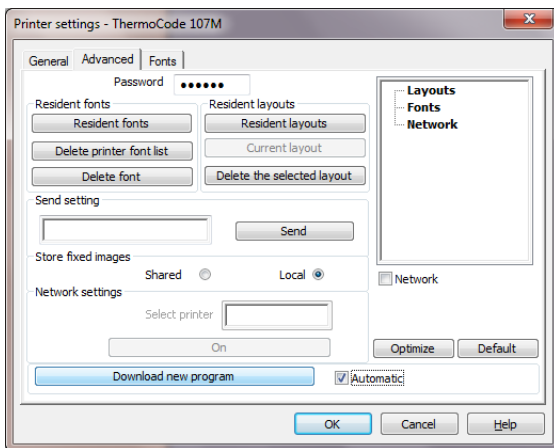 Printer settings - ThermoCode 107M
General Advanced Fonts
Password ●●●●●●
Resident fonts
Resident fonts
Delete printer font list
Delete font
Resident layouts
Resident layouts
Current layout
Delete the selected layout
Send setting
Send
Store fixed images
Shared Local
Network settings
Select printer
On
Download new program
Automatic
Layouts
Fonts
Network
Network
Optimize Default
OK Cancel Help